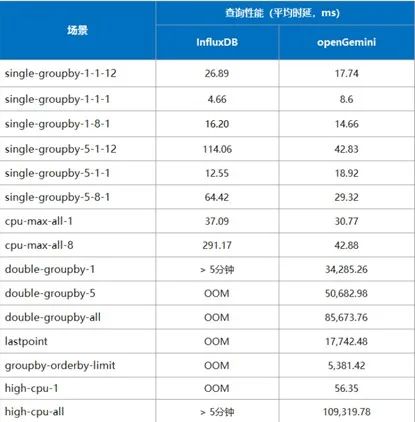 场景 查询性能（平均时延，ms）
InfluxDB openGemini
single-groupby-1-1-12 26.89 17.74
single-groupby-1-1-1 4.66 8.6
single-groupby-1-8-1 16.20 14.66
single-groupby-5-1-12 114.06 42.83
single-groupby-5-1-1 12.55 18.92
single-groupby-5-8-1 64.42 29.32
cpu-max-all-1 37.09 30.77
cpu-max-all-8 291.17 42.88
double-groupby-1 > 5分钟 34,285.26
double-groupby-5 OOM 50,682.98
double-groupby-all OOM 85,673.76
lastpoint OOM 17,742.48
groupby-orderby-limit OOM 5,381.42
high-cpu-1 OOM 56.35
high-cpu-all > 5分钟 109,319.78